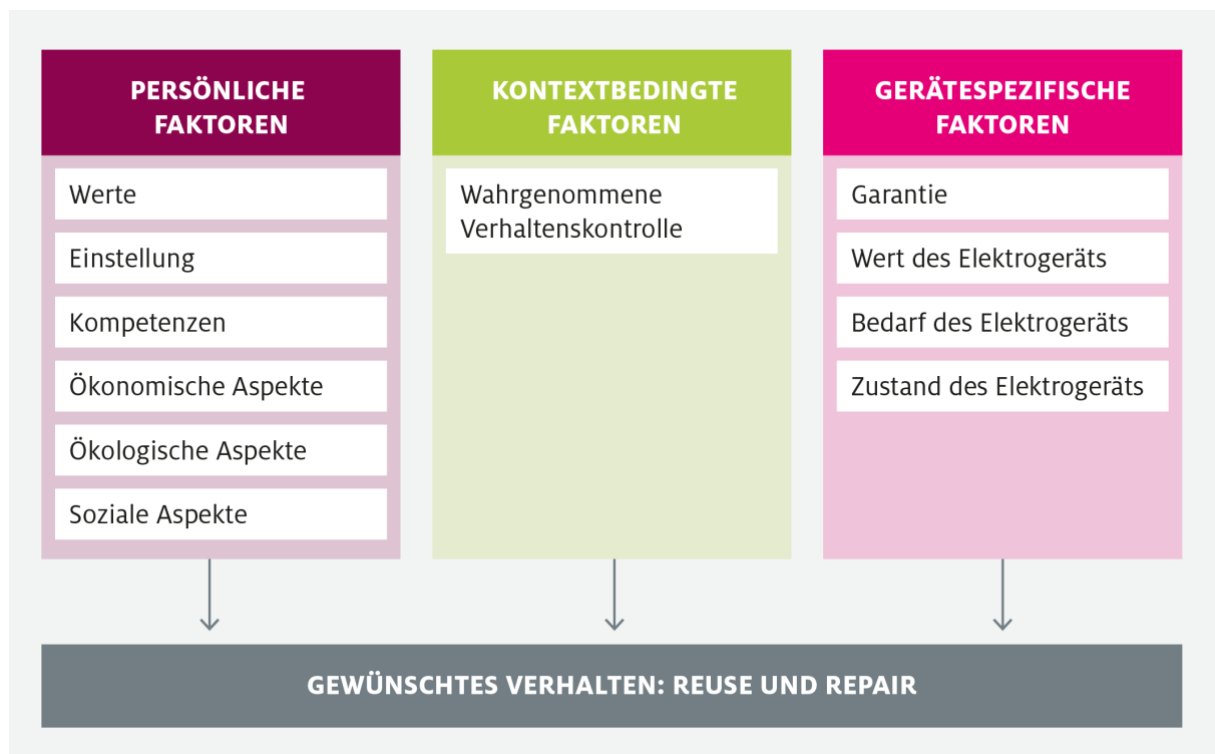 PERSÖNLICHE
FAKTOREN
Werte
Einstellung
Kompetenzen
Ökonomische Aspekte
Ökologische Aspekte
Soziale Aspekte
KONTEXTBEDINGTE
FAKTOREN
Wahrgenommene
Verhaltenskontrolle
GERÄTESPEZIFISCHE
FAKTOREN
Garantie
Wert des Elektrogeräts
Bedarf des Elektrogeräts
Zustand des Elektrogeräts
GEWÜNSCHTES VERHALTEN: REUSE UND REPAIR